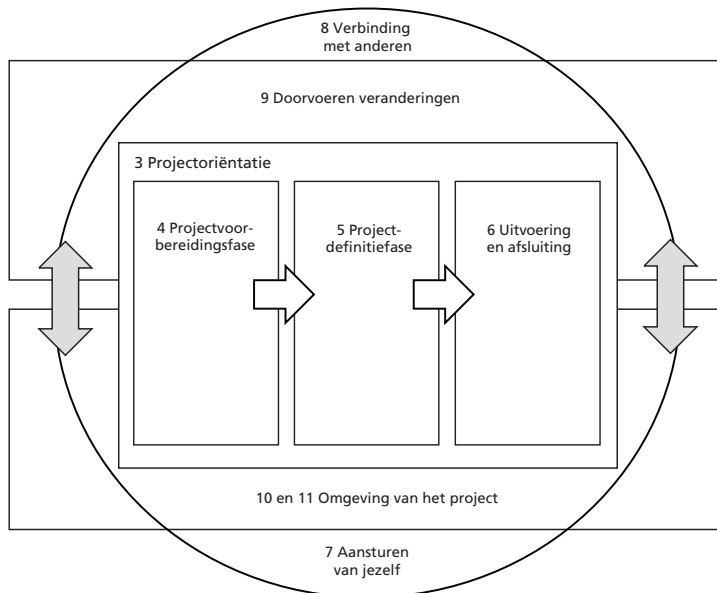 8 Verbinding
met anderen
9 Doorvoeren veranderingen
3 Projectoriëntatie
4 Projectvoor-
bereidingsfase
5 Project-
definitiefase
6 Uitvoering
en afsluiting
10 en 11 Omgeving van het project
7 Aansturen
van jezelf